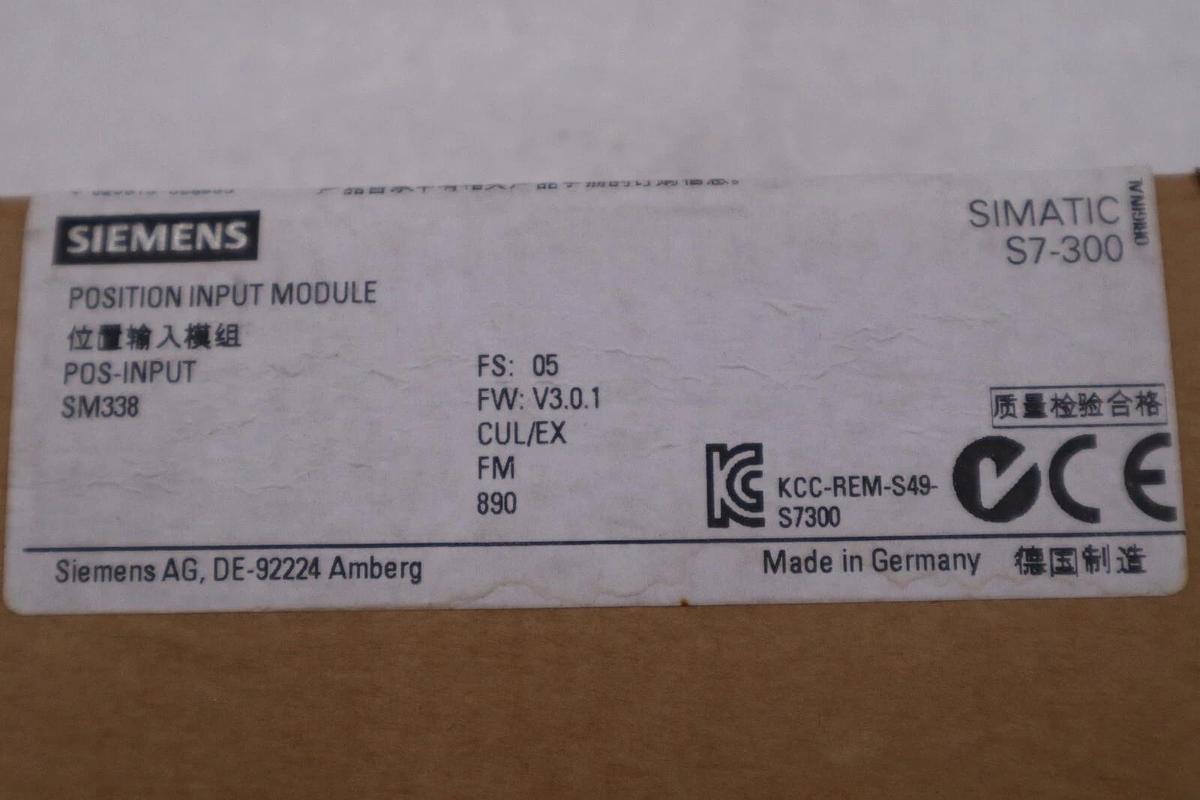 SIEMENS
SIMATIC
S7-300
ORIGINAL
POSITION INPUT MODULE
位置输入模组
POS-INPUT
SM338
FS: 05
FW: V3.0.1
CUL/EX
FM
890
质量检验合格
KCC-REM-S49-
S7300
CE
Siemens AG, DE-92224 Amberg
Made in Germany 德国制造